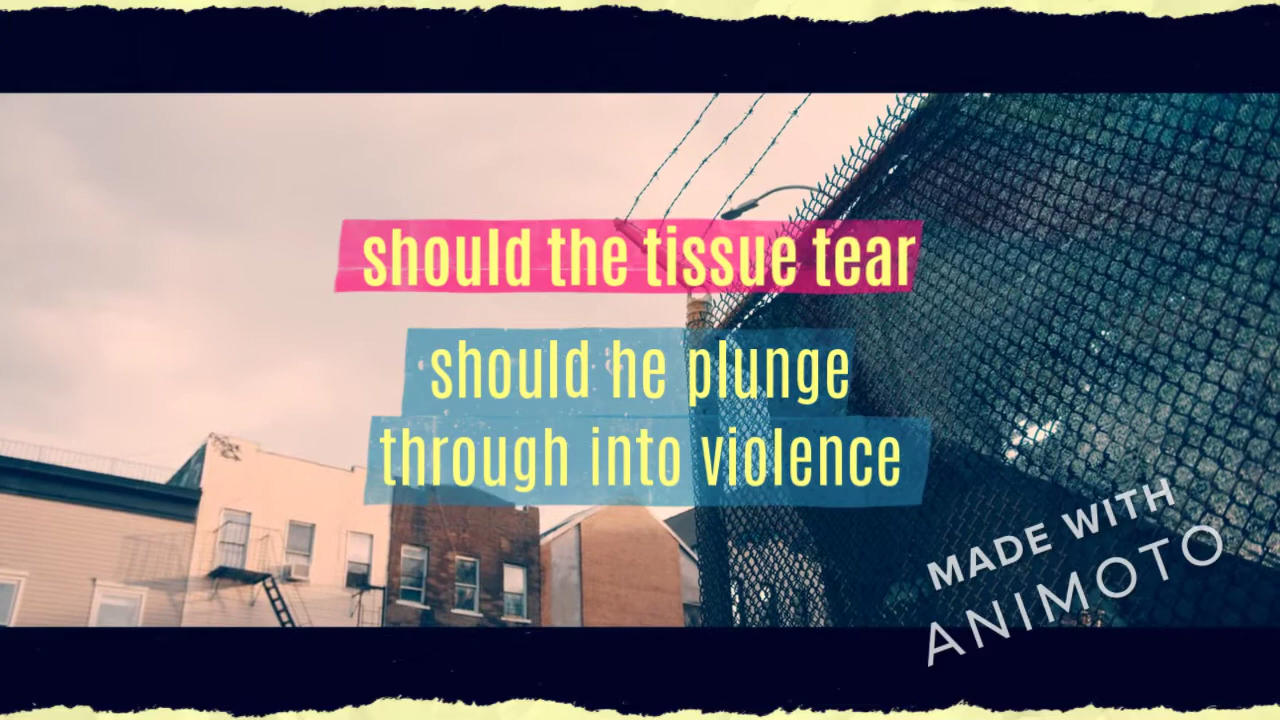 should the tissue tear
should he plunge
through into violence
MADE WITH
ANIMOTO